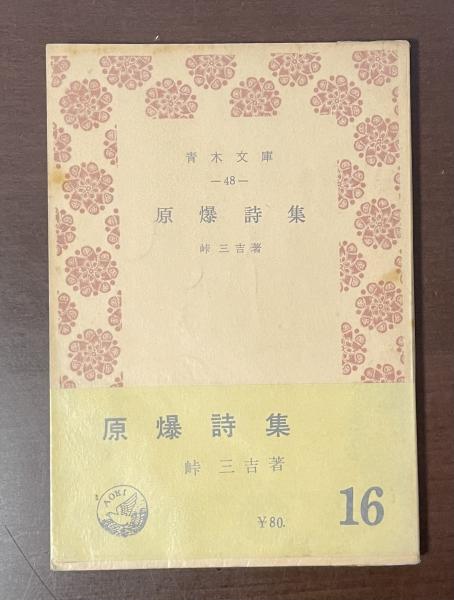 青木文庫
—48—
原爆詩集
峠三吉著
原爆詩集
峠三吉著
AOKI
¥80.
16